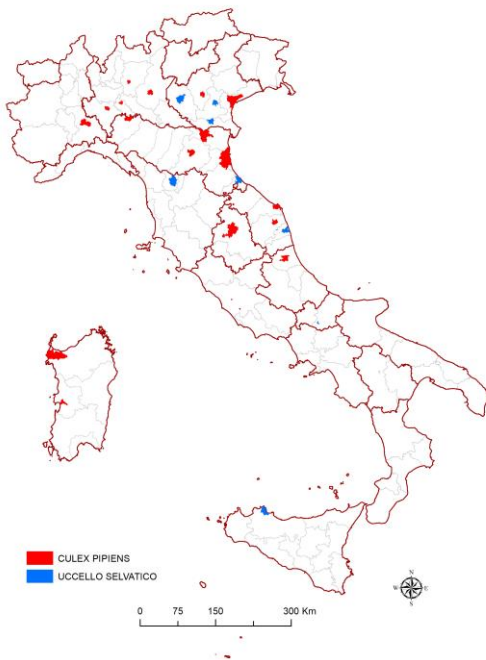 CULEX PIPIENS
UCCELLO SELVATICO
N
W E
S
0 75 150 300 Km